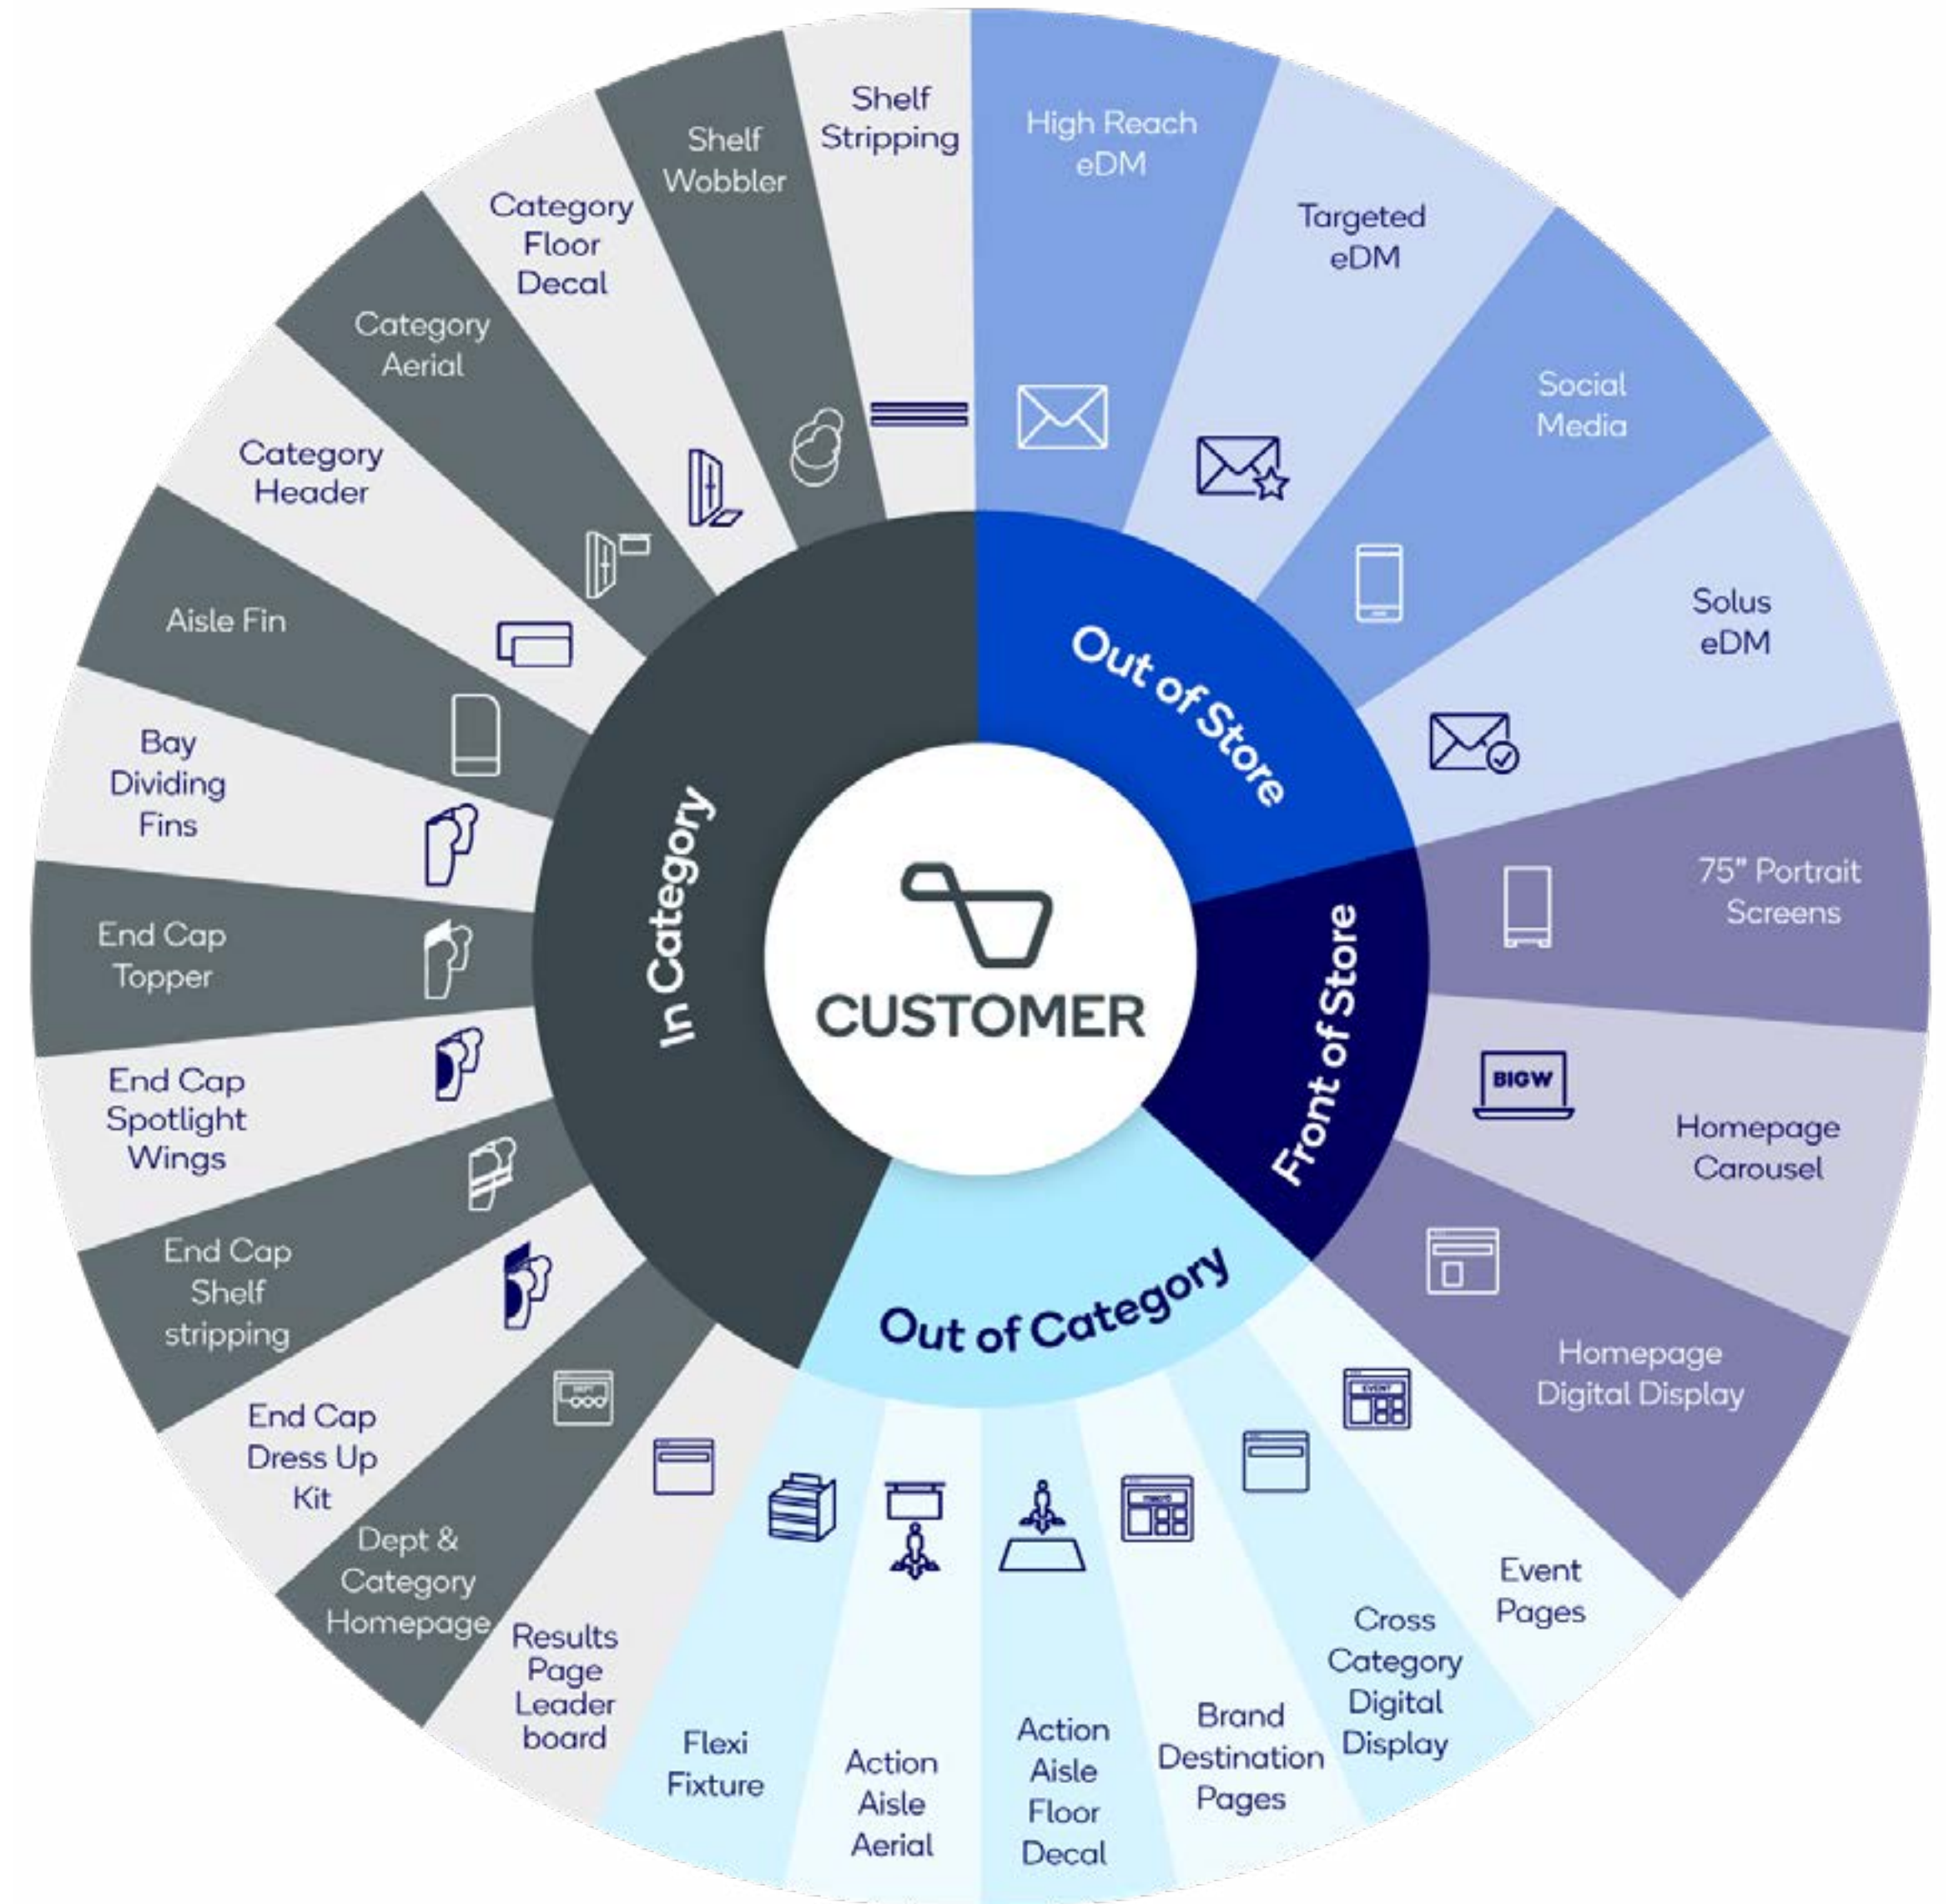 High Reach
eDM
Targeted
eDM
Social
Media
Solus
eDM
75” Portrait
Screens
BIGW
Homepage
Carousel
Homepage
Digital Display
EVENT
Event
Pages
Cross
Category
Digital
Display
macro
Brand
Destination
Pages
Action
Aisle
Floor
Decal
Action
Aisle
Aerial
Flexi
Fixture
Results
Page
Leader
board
DEPT
Dept &
Category
Homepage
End Cap
Dress Up
Kit
End Cap
Shelf
stripping
End Cap
Spotlight
Wings
End Cap
Topper
Bay
Dividing
Fins
Aisle Fin
Category
Header
Category
Aerial
Category
Floor
Decal
Shelf
Wobbler
Shelf
Stripping
Out of Store
Front of Store
Out of Category
In Category
CUSTOMER